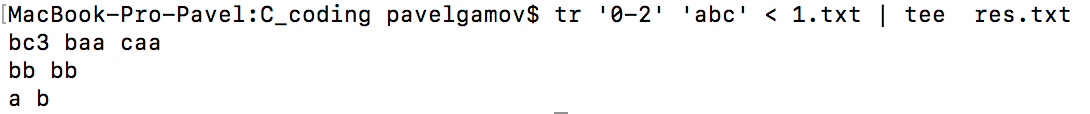 [MacBook-Pro-Pavel:C_coding pavelgamov$ tr '0-2' 'abc' < 1.txt | tee  res.txt
bc3 baa caa
bb bb
a b